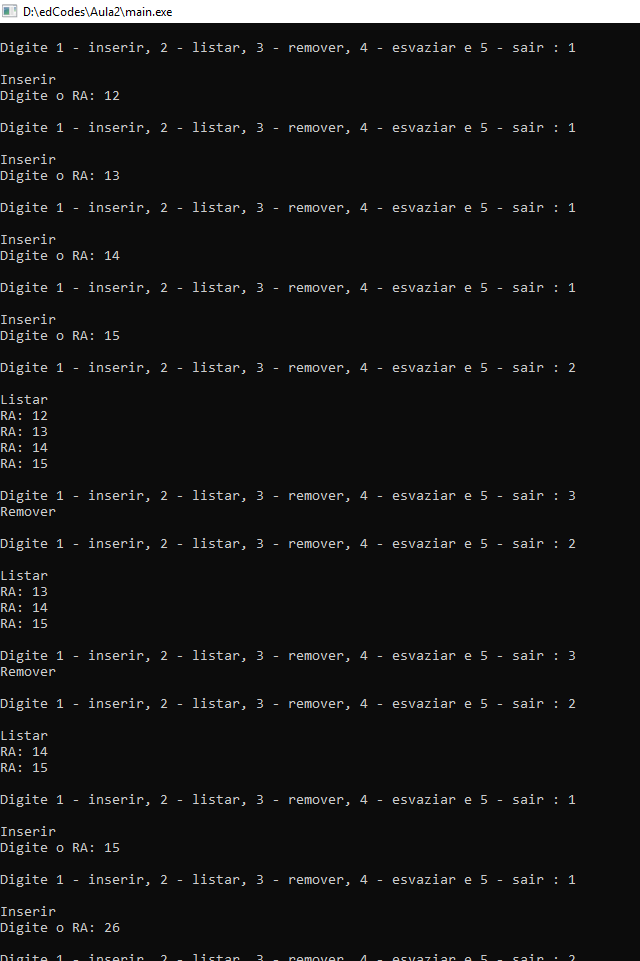 D:\edCodes\Aula2\main.exe
Digite 1 - inserir, 2 - listar, 3 - remover, 4 - esvaziar e 5 - sair : 1
Inserir
Digite o RA: 12
Digite 1 - inserir, 2 - listar, 3 - remover, 4 - esvaziar e 5 - sair : 1
Inserir
Digite o RA: 13
Digite 1 - inserir, 2 - listar, 3 - remover, 4 - esvaziar e 5 - sair : 1
Inserir
Digite o RA: 14
Digite 1 - inserir, 2 - listar, 3 - remover, 4 - esvaziar e 5 - sair : 1
Inserir
Digite o RA: 15
Digite 1 - inserir, 2 - listar, 3 - remover, 4 - esvaziar e 5 - sair : 2
Listar
RA: 12
RA: 13
RA: 14
RA: 15
Digite 1 - inserir, 2 - listar, 3 - remover, 4 - esvaziar e 5 - sair : 3
Remover
Digite 1 - inserir, 2 - listar, 3 - remover, 4 - esvaziar e 5 - sair : 2
Listar
RA: 13
RA: 14
RA: 15
Digite 1 - inserir, 2 - listar, 3 - remover, 4 - esvaziar e 5 - sair : 3
Remover
Digite 1 - inserir, 2 - listar, 3 - remover, 4 - esvaziar e 5 - sair : 2
Listar
RA: 14
RA: 15
Digite 1 - inserir, 2 - listar, 3 - remover, 4 - esvaziar e 5 - sair : 1
Inserir
Digite o RA: 15
Digite 1 - inserir, 2 - listar, 3 - remover, 4 - esvaziar e 5 - sair : 1
Inserir
Digite o RA: 26
Digite 1 - inserir, 2 - listar, 3 - remover, 4 - esvaziar e 5 - sair : 2